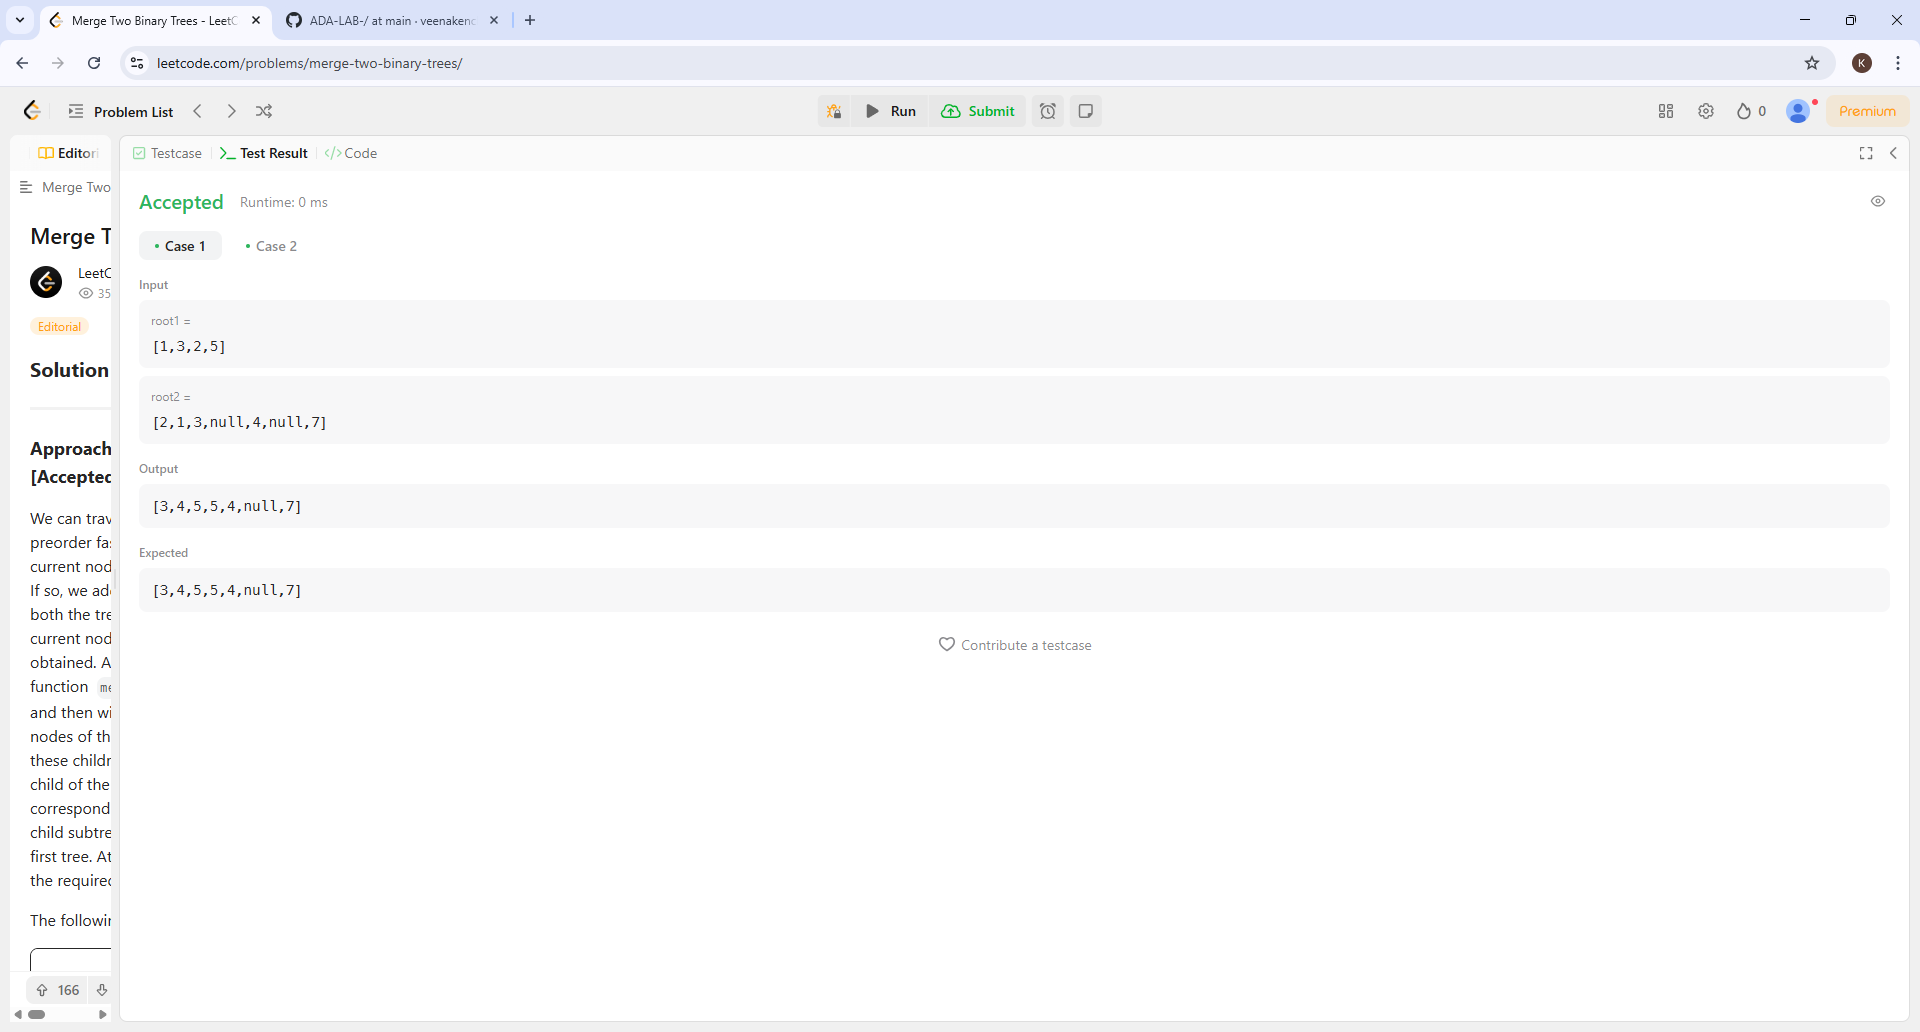 Merge Two Binary Trees - LeetC
ADA-LAB-/ at main · veenakenc
leetcode.com/problems/merge-two-binary-trees/
K
Problem List
Run
Submit
0
Premium
Editori
Testcase
Test Result
</> Code
Merge Two
Merge T
LeetC
35
Editorial
Solution
Approach
[Accepted
We can trav
preorder fas
current nod
If so, we ad
both the tre
current nod
obtained. A
function me
and then wi
nodes of th
these childr
child of the
correspond
child subtre
first tree. At
the required
The followin
166
Accepted
Runtime: 0 ms
Case 1
Case 2
Input
root1 =
[1,3,2,5]
root2 =
[2,1,3,null,4,null,7]
Output
[3,4,5,5,4,null,7]
Expected
[3,4,5,5,4,null,7]
Contribute a testcase